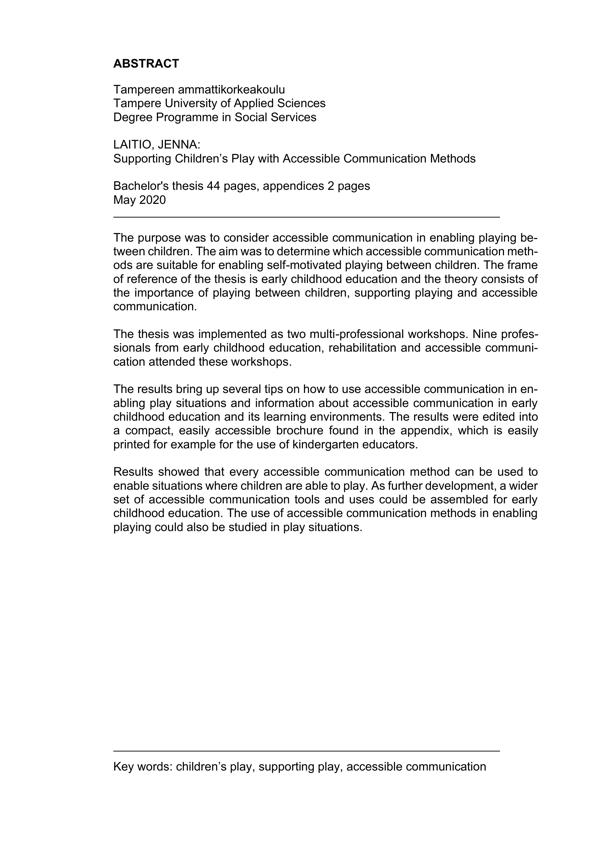 ABSTRACT
Tampereen ammattikorkeakoulu
Tampere University of Applied Sciences
Degree Programme in Social Services
LAITIO, JENNA:
Supporting Children’s Play with Accessible Communication Methods
Bachelor's thesis 44 pages, appendices 2 pages
May 2020
The purpose was to consider accessible communication in enabling playing be-
tween children. The aim was to determine which accessible communication meth-
ods are suitable for enabling self-motivated playing between children. The frame
of reference of the thesis is early childhood education and the theory consists of
the importance of playing between children, supporting playing and accessible
communication.
The thesis was implemented as two multi-professional workshops. Nine profes-
sionals from early childhood education, rehabilitation and accessible communi-
cation attended these workshops.
The results bring up several tips on how to use accessible communication in en-
abling play situations and information about accessible communication in early
childhood education and its learning environments. The results were edited into
a compact, easily accessible brochure found in the appendix, which is easily
printed for example for the use of kindergarten educators.
Results showed that every accessible communication method can be used to
enable situations where children are able to play. As further development, a wider
set of accessible communication tools and uses could be assembled for early
childhood education. The use of accessible communication methods in enabling
playing could also be studied in play situations.
Key words: children’s play, supporting play, accessible communication